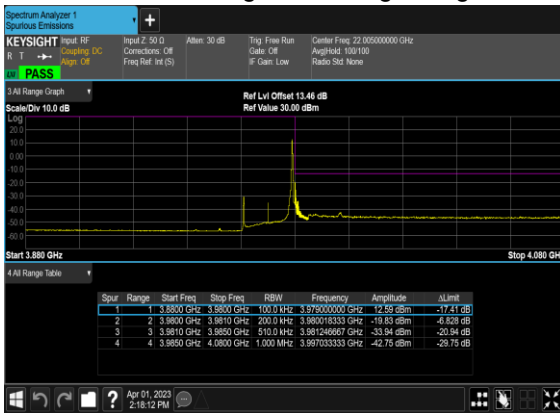 Spectrum Analyzer 1
Spurious Emissions
+
KEYSIGHT Input: RF Input Z: 50 Ω Atten: 30 dB Trig: Free Run Center Freq: 22.005000000 GHz
R T Coupling: DC Corrections: Off Gate: Off Avg|Hold: 100/100
Align: Off Freq Ref: Int (S) IF Gain: Low Radio Std: None
PASS
3 All Range Graph
Ref Lvl Offset 13.46 dB
Scale/Div 10.0 dB Ref Value 30.00 dBm
Log
20.0
10.0
0.00
-10.0
-20.0
-30.0
-40.0
-50.0
-60.0
Start 3.880 GHz Stop 4.080 GH
4 All Range Table
Spur Range Start Freq Stop Freq RBW Frequency Amplitude ΔLimit
1 1 3.8800 GHz 3.9800 GHz 100.0 kHz 3.979000000 GHz 12.59 dBm -17.41 dB
2 2 3.9800 GHz 3.9810 GHz 200.0 kHz 3.980018333 GHz -19.83 dBm -6.828 dB
3 3 3.9810 GHz 3.9850 GHz 510.0 kHz 3.981246667 GHz -33.94 dBm -20.94 dB
4 4 3.9850 GHz 4.0800 GHz 1.000 MHz 3.997033333 GHz -42.75 dBm -29.75 dB
? Apr 01, 2023
2:18:12 PM